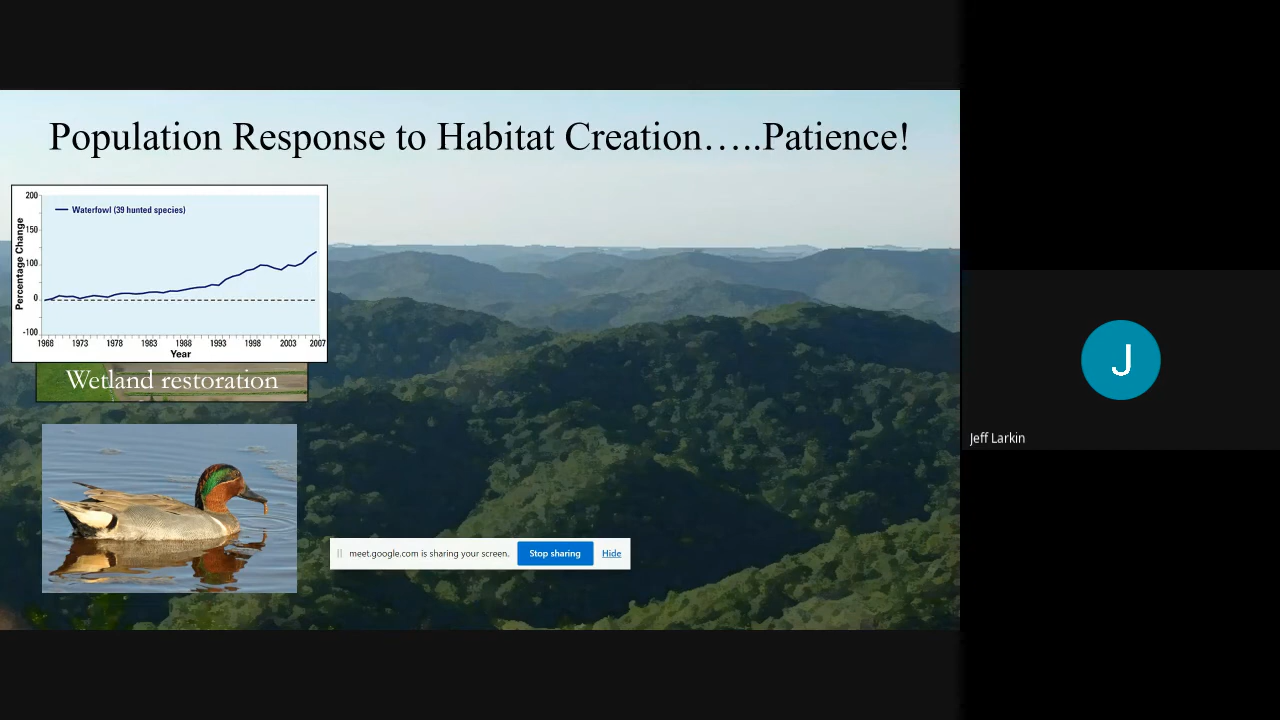 Population Response to Habitat Creation…..Patience!
200
150
100
0
-100
Percentage Change
Waterfowl (39 hunted species)
1968 1973 1978 1983 1988 1993 1998 2003 2007
Year
Wetland restoration
meet.google.com is sharing your screen. Stop sharing Hide
J
Jeff Larkin